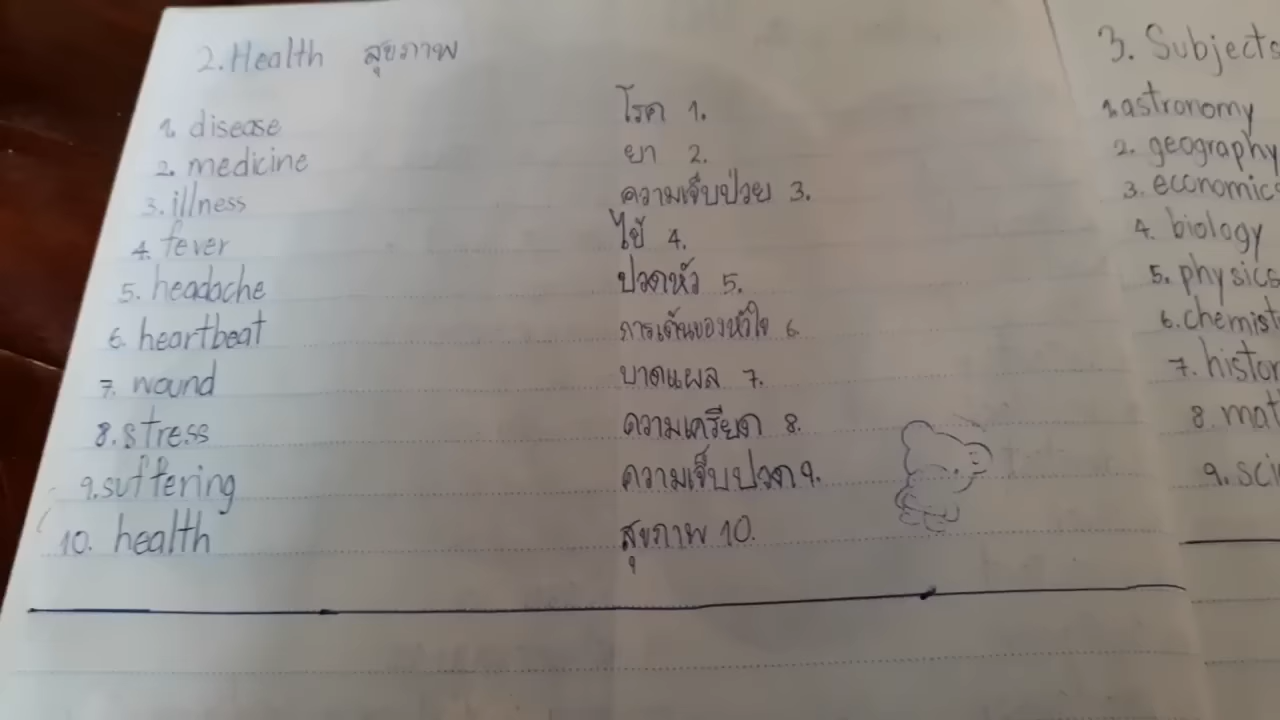 2. Health สุขภาพ
1. disease โรค 1.
2. medicine ยา 2.
3. illness ความเจ็บป่วย 3.
4. fever ไข้ 4.
5. headache ปวดหัว 5.
6. heartbeat การเต้นของหัวใจ 6
7. wound บาดแผล 7.
8. stress ความเครียด 8.
9. suffering ความเจ็บปวด 9.
10. health สุขภาพ 10.
3. Subjects
1. astronomy
2. geography
3. economics
4. biology
5. physics
6. chemist
7. histor
8. mat
9. sci